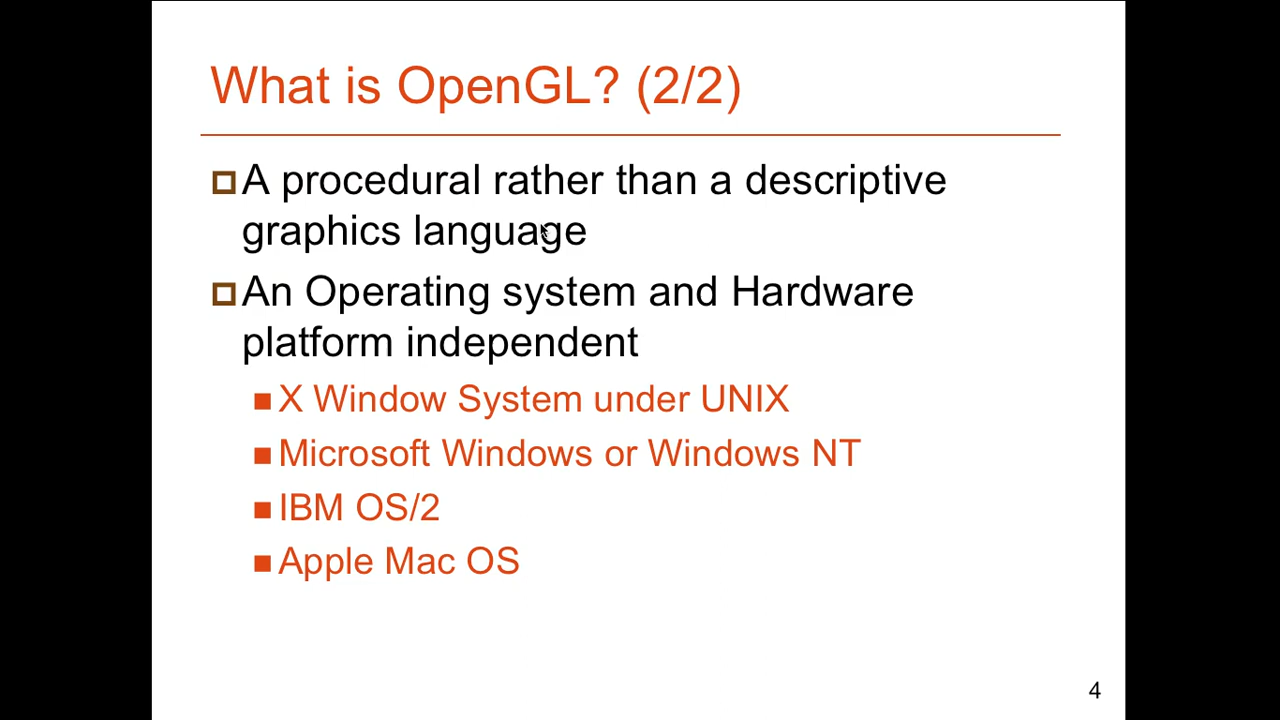 What is OpenGL? (2/2)
A procedural rather than a descriptive
graphics language
An Operating system and Hardware
platform independent
X Window System under UNIX
Microsoft Windows or Windows NT
IBM OS/2
Apple Mac OS
4